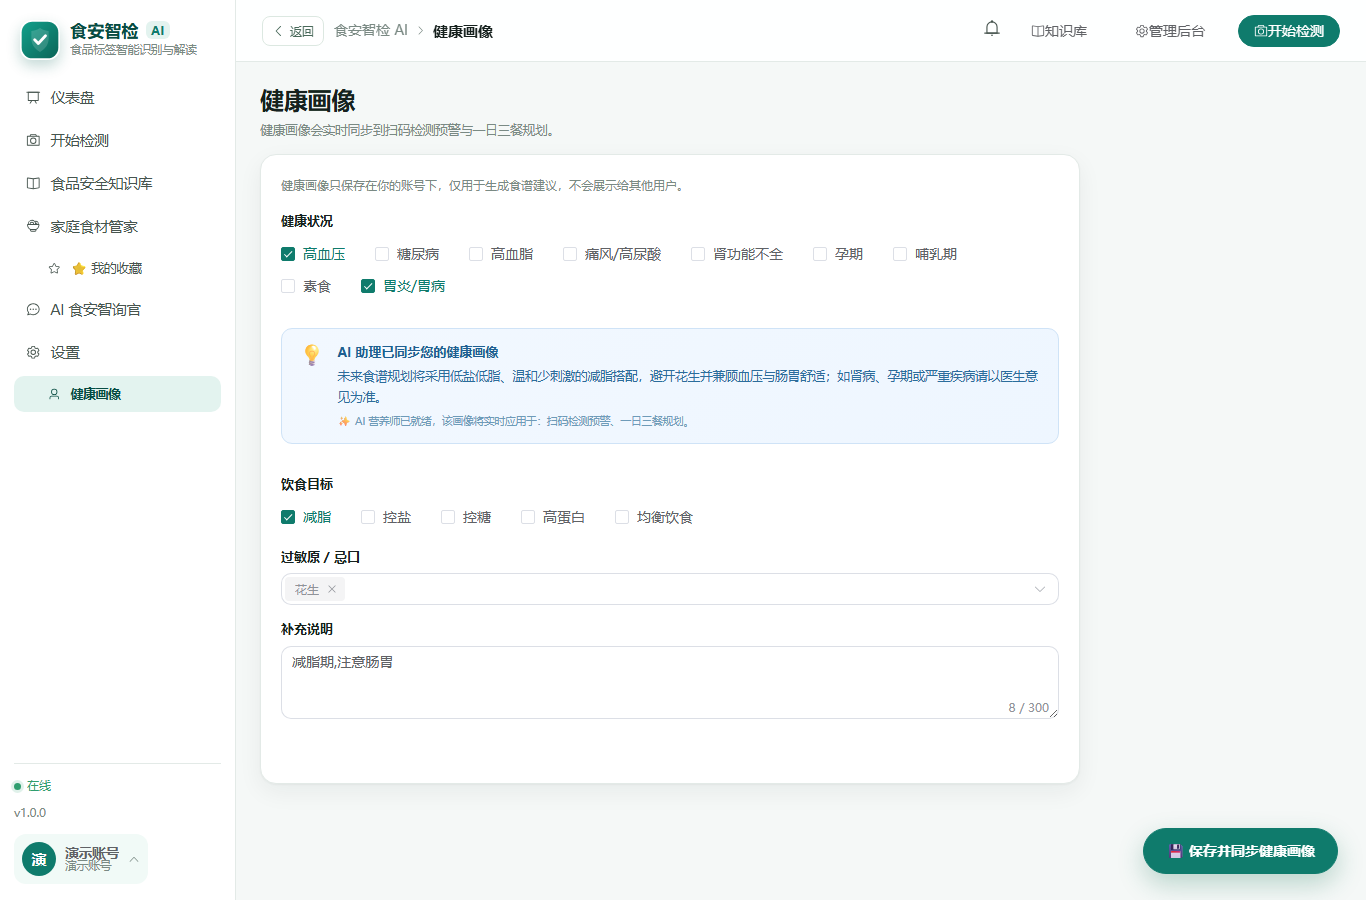 食安智检 AI
食品标签智能识别与解读
仪表盘
开始检测
食品安全知识库
家庭食材管家
我的收藏
AI 食安智询官
设置
健康画像
在线
v1.0.0
演
演示账号
演示账号
返回
食安智检 AI
健康画像
知识库
管理后台
开始检测
健康画像
健康画像会实时同步到扫码检测预警与一日三餐规划。
健康画像只保存在你的账号下，仅用于生成食谱建议，不会展示给其他用户。
健康状况
高血压 糖尿病 高血脂 痛风/高尿酸 肾功能不全 孕期 哺乳期
素食 胃炎/胃病
AI 助理已同步您的健康画像
未来食谱规划将采用低盐低脂、温和少刺激的减脂搭配，避开花生并兼顾血压与肠胃舒适；如肾病、孕期或严重疾病请以医生意
见为准。
AI 营养师已就绪，该画像将实时应用于：扫码检测预警、一日三餐规划。
饮食目标
减脂 控盐 控糖 高蛋白 均衡饮食
过敏原 / 忌口
花生
补充说明
减脂期,注意肠胃
8 / 300
保存并同步健康画像